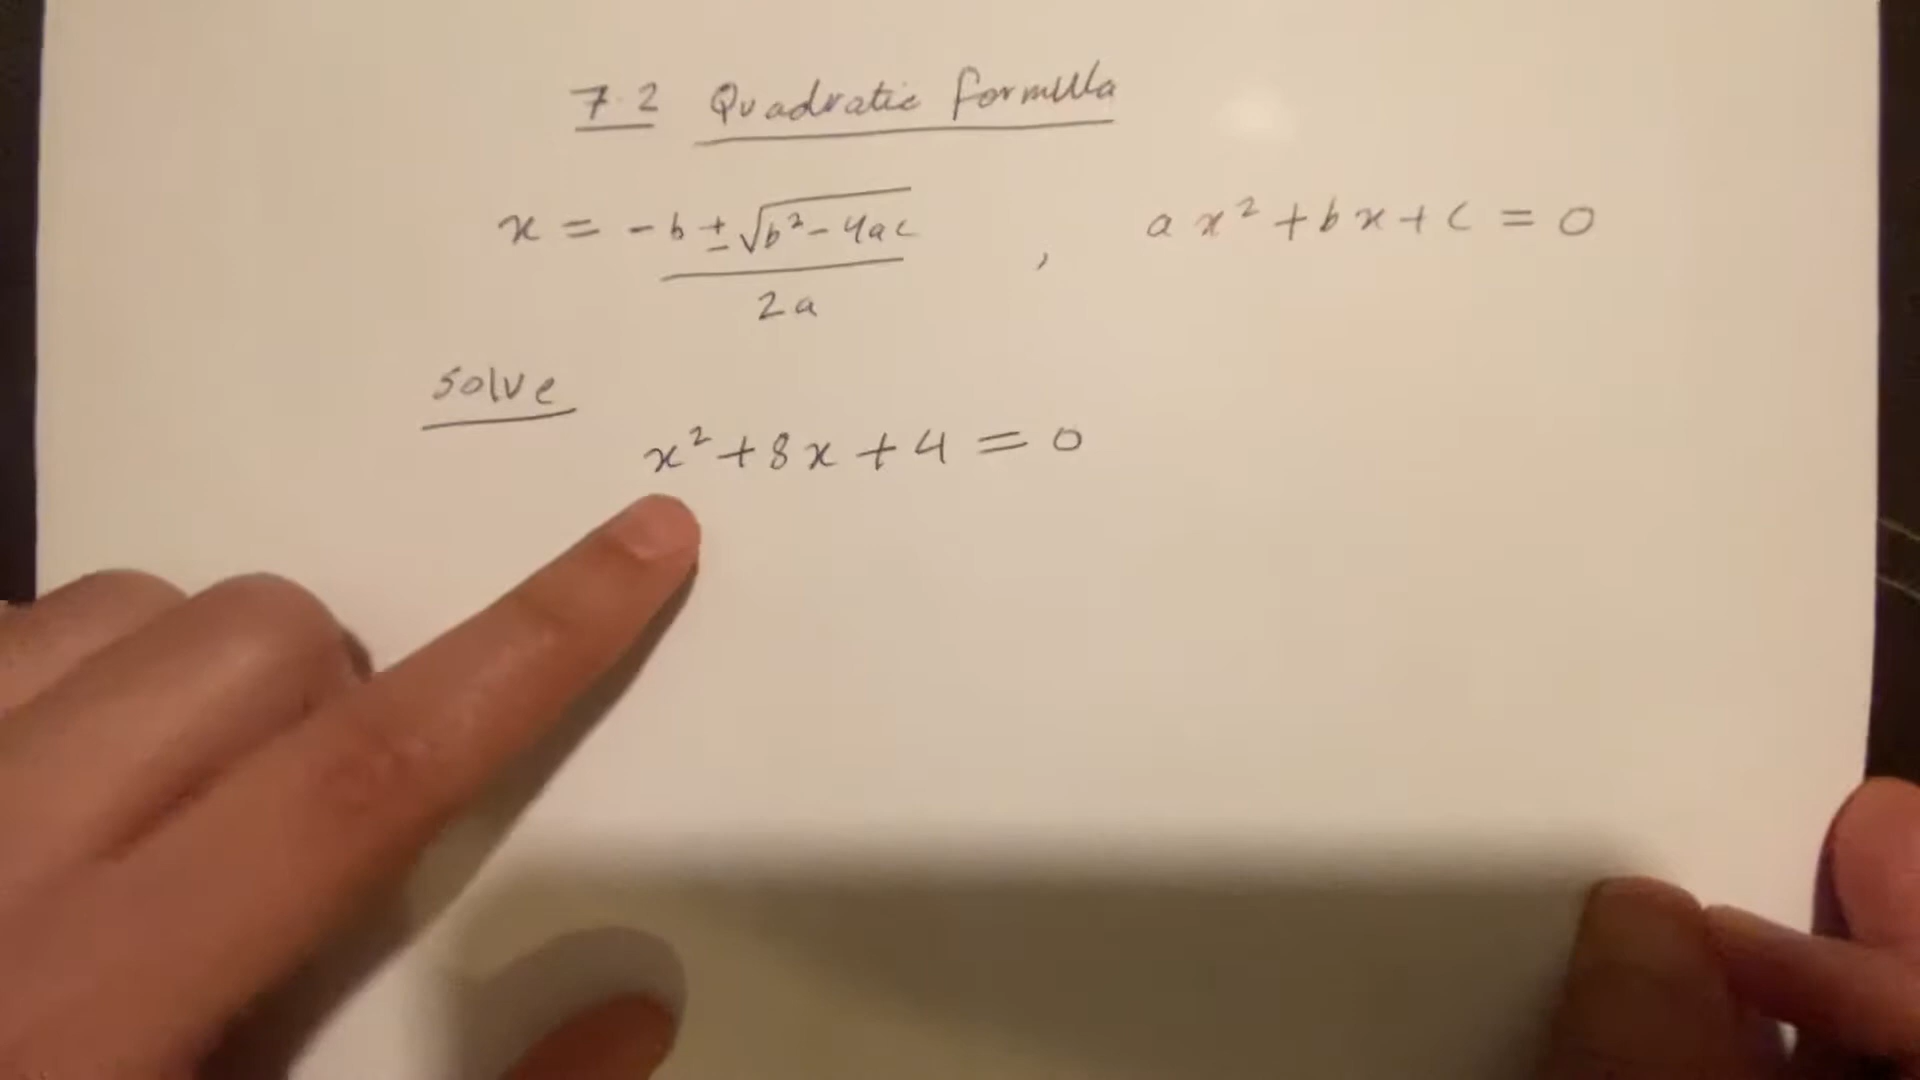 7.2 Quadratic formula
x = -b ± √b² - 4ac / 2a , ax² + bx + c = 0
solve
x² + 8x + 4 = 0